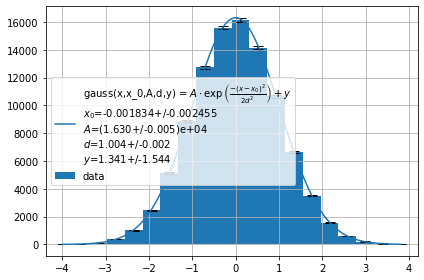 16000
14000
12000
10000
8000
6000
4000
2000
0
gauss(x,x_0,A,d,y) = A · exp(−(x−x₀)²/2d²) + y
x₀=-0.001834+/-0.002455
A=(1.630+/-0.005)e+04
d=1.004+/-0.002
y=1.341+/-1.544
data
−4 −3 −2 −1 0 1 2 3 4